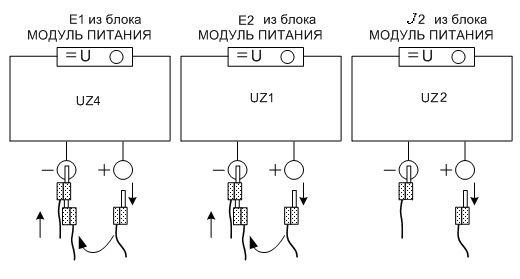 E1 из блока
МОДУЛЬ ПИТАНИЯ
=U
UZ4
− +
E2 из блока
МОДУЛЬ ПИТАНИЯ
=U
UZ1
− +
J2 из блока
МОДУЛЬ ПИТАНИЯ
=U
UZ2
− +